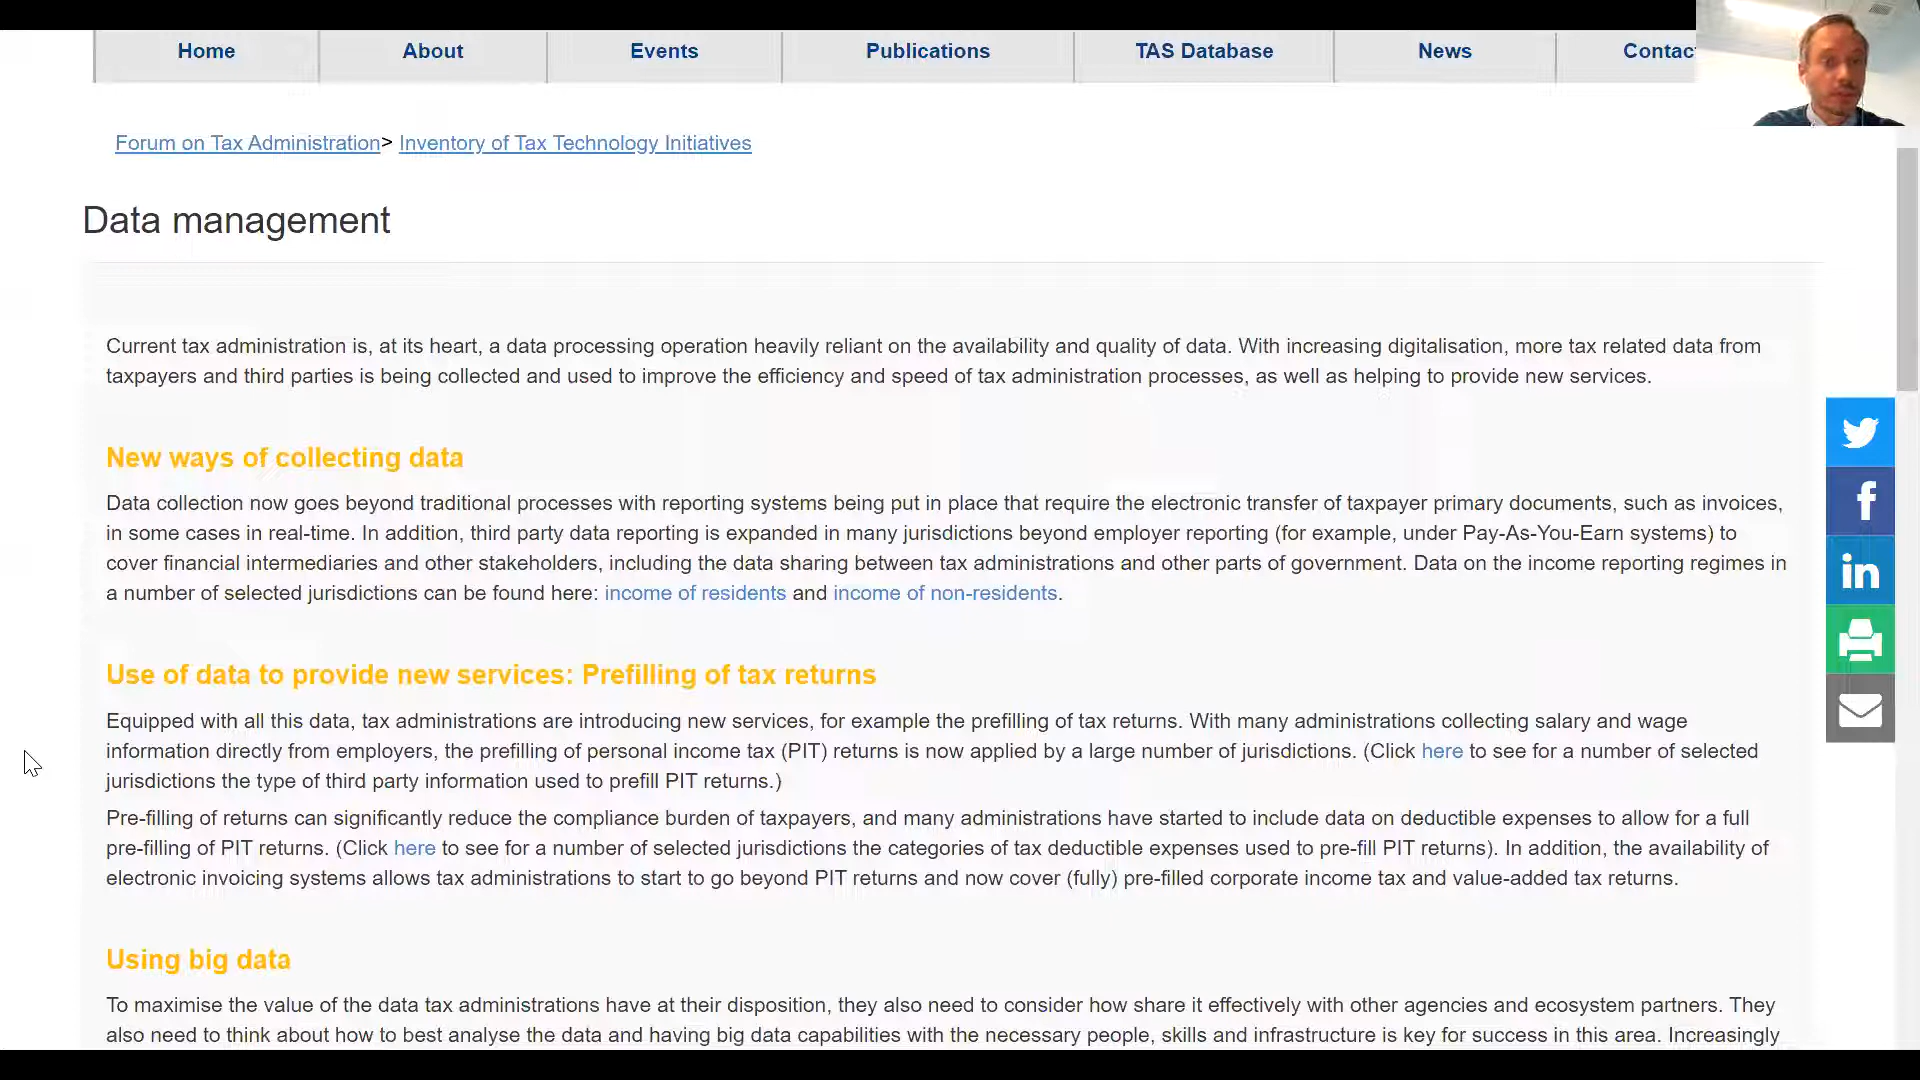 Home About Events Publications TAS Database News Contac
Forum on Tax Administration> Inventory of Tax Technology Initiatives
Data management
Current tax administration is, at its heart, a data processing operation heavily reliant on the availability and quality of data. With increasing digitalisation, more tax related data from
taxpayers and third parties is being collected and used to improve the efficiency and speed of tax administration processes, as well as helping to provide new services.
New ways of collecting data
Data collection now goes beyond traditional processes with reporting systems being put in place that require the electronic transfer of taxpayer primary documents, such as invoices,
in some cases in real-time. In addition, third party data reporting is expanded in many jurisdictions beyond employer reporting (for example, under Pay-As-You-Earn systems) to
cover financial intermediaries and other stakeholders, including the data sharing between tax administrations and other parts of government. Data on the income reporting regimes in
a number of selected jurisdictions can be found here: income of residents and income of non-residents.
Use of data to provide new services: Prefilling of tax returns
Equipped with all this data, tax administrations are introducing new services, for example the prefilling of tax returns. With many administrations collecting salary and wage
information directly from employers, the prefilling of personal income tax (PIT) returns is now applied by a large number of jurisdictions. (Click here to see for a number of selected
jurisdictions the type of third party information used to prefill PIT returns.)
Pre-filling of returns can significantly reduce the compliance burden of taxpayers, and many administrations have started to include data on deductible expenses to allow for a full
pre-filling of PIT returns. (Click here to see for a number of selected jurisdictions the categories of tax deductible expenses used to pre-fill PIT returns). In addition, the availability of
electronic invoicing systems allows tax administrations to start to go beyond PIT returns and now cover (fully) pre-filled corporate income tax and value-added tax returns.
Using big data
To maximise the value of the data tax administrations have at their disposition, they also need to consider how share it effectively with other agencies and ecosystem partners. They
also need to think about how to best analyse the data and having big data capabilities with the necessary people, skills and infrastructure is key for success in this area. Increasingly